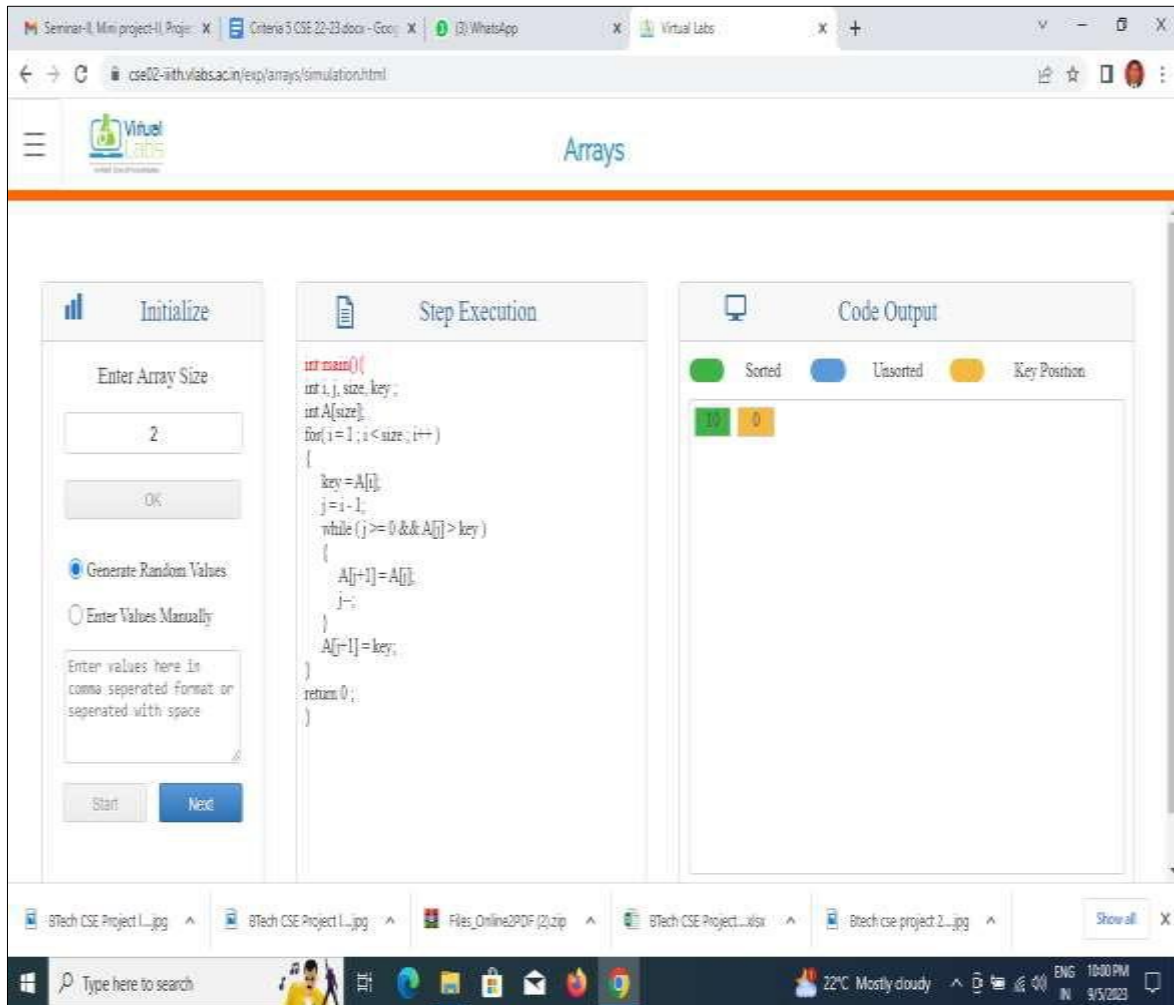 Seminar-II, Mini project-II, Proje
Criteria 5 CSE 22-23.docx - Goog
(3) WhatsApp
Virtual Labs
cse02-iiith.vlabs.ac.in/exp/arrays/simulation.html
Virtual
Labs
Arrays
Initialize
Enter Array Size
2
OK
Generate Random Values
Enter Values Manually
Enter values here in
comma seperated format or
seperated with space
Start
Next
Step Execution
int main(){
int i, j, size, key ;
int A[size];
for( i = 1 ; i < size ; i++ )
{
key = A[i];
j = i - 1;
while ( j >= 0 && A[j] > key )
{
A[j+1] = A[j];
j--;
}
A[j+1] = key;
}
return 0 ;
}
Code Output
Sorted
Unsorted
Key Position
10 0
BTech CSE Project I....jpg
BTech CSE Project I....jpg
Files_Online2PDF (2).zip
BTech CSE Project....xlsx
Btech cse project 2....jpg
Show all
Type here to search
22°C Mostly cloudy
ENG
IN
10:00 PM
9/5/2023